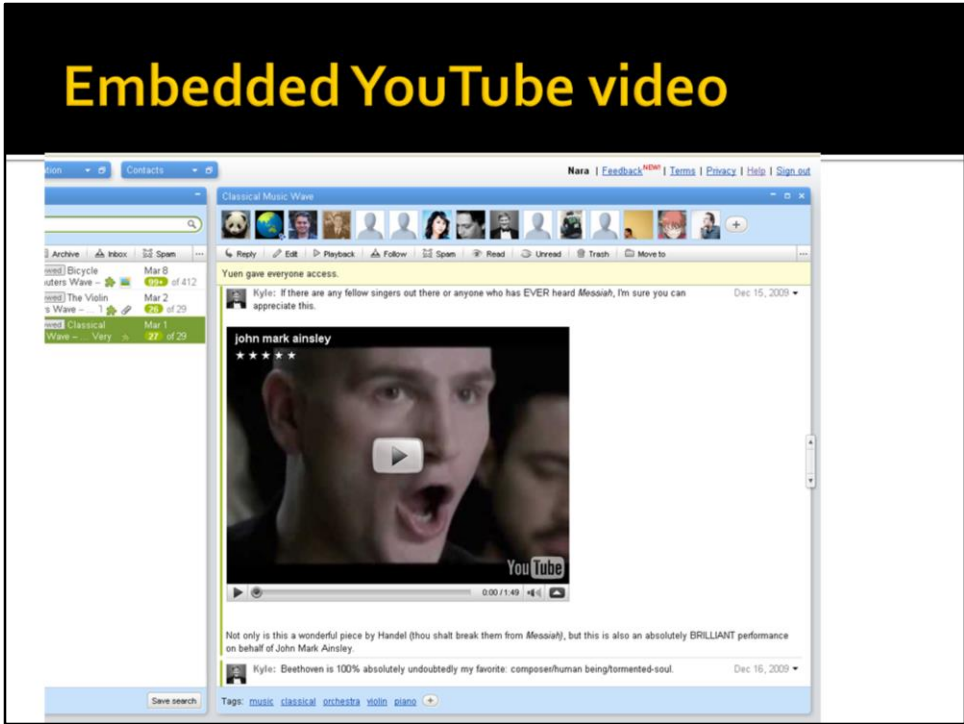 Embedded YouTube video
Contacts
Nara | Feedback NEW! | Terms | Privacy | Help | Sign out
Classical Music Wave
Archive Inbox Spam ...
Reply Edit Playback Follow Spam Read Unread Trash Move to ...
Bicycle Mar 8
Wave – 99+ of 412
The Violin Mar 2
s Wave – ... 1 26 of 29
Classical Mar 1
Wave – ... Very 27 of 29
Yuen gave everyone access.
Kyle: If there are any fellow singers out there or anyone who has EVER heard Messiah, I'm sure you can Dec 15, 2009
appreciate this.
john mark ainsley
YouTube
0:00 / 1:49
Not only is this a wonderful piece by Handel (thou shalt break them from Messiah), but this is also an absolutely BRILLIANT performance
on behalf of John Mark Ainsley.
Kyle: Beethoven is 100% absolutely undoubtedly my favorite: composer/human being/tormented-soul. Dec 16, 2009
Save search
Tags: music classical orchestra violin piano